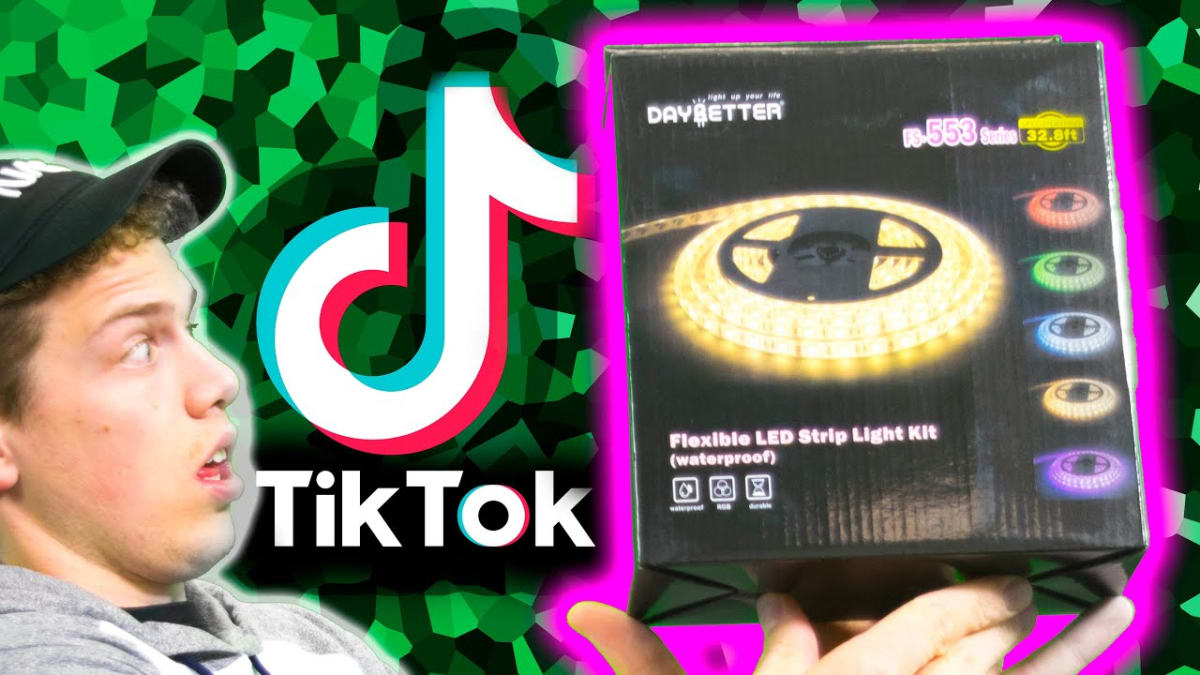 light up your life
DAYBETTER
FS-553 Series
32.8ft
TikTok
Flexible LED Strip Light Kit
(waterproof)
waterproof RGB durable